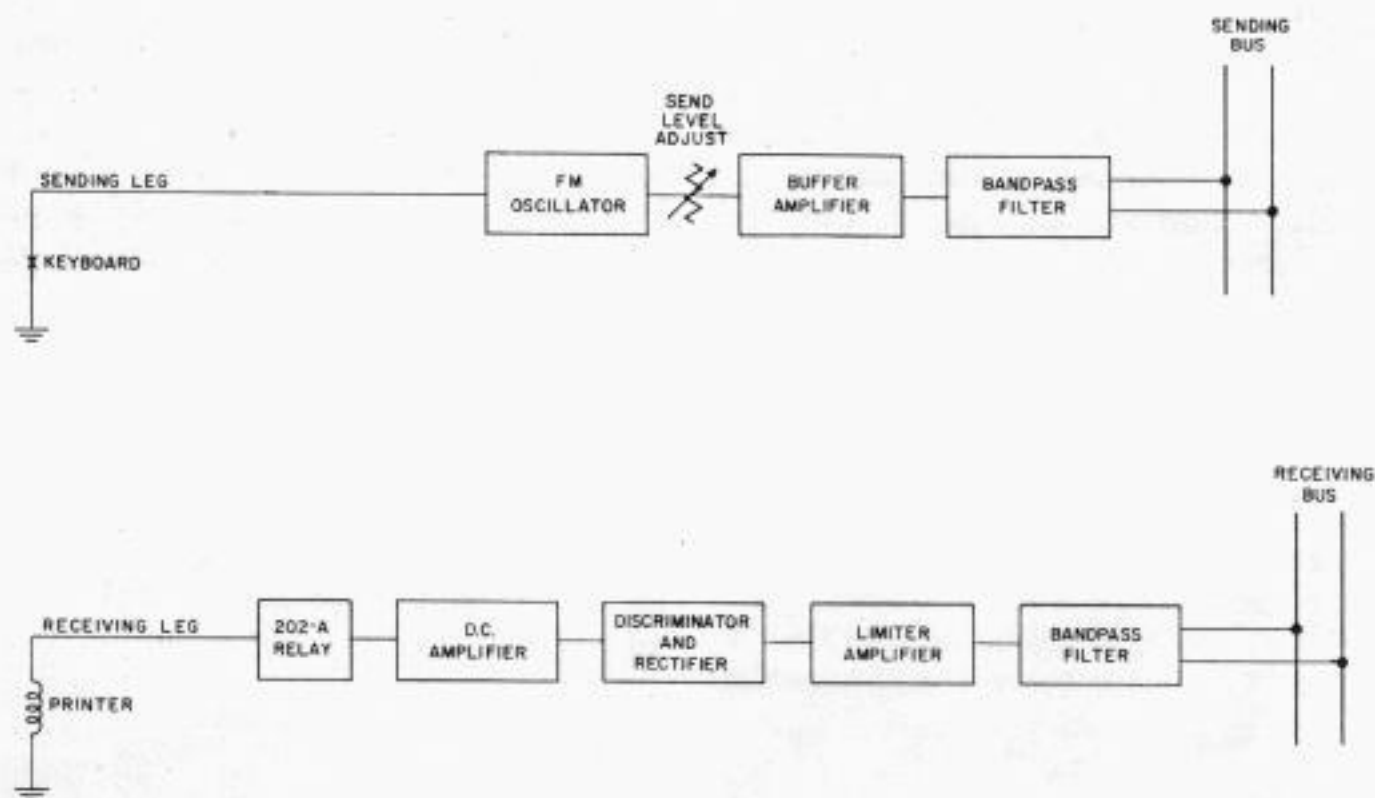 SENDING
BUS
SEND
LEVEL
ADJUST
SENDING LEG
FM
OSCILLATOR
BUFFER
AMPLIFIER
BANDPASS
FILTER
KEYBOARD
RECEIVING
BUS
RECEIVING LEG
202-A
RELAY
D.C.
AMPLIFIER
DISCRIMINATOR
AND
RECTIFIER
LIMITER
AMPLIFIER
BANDPASS
FILTER
PRINTER